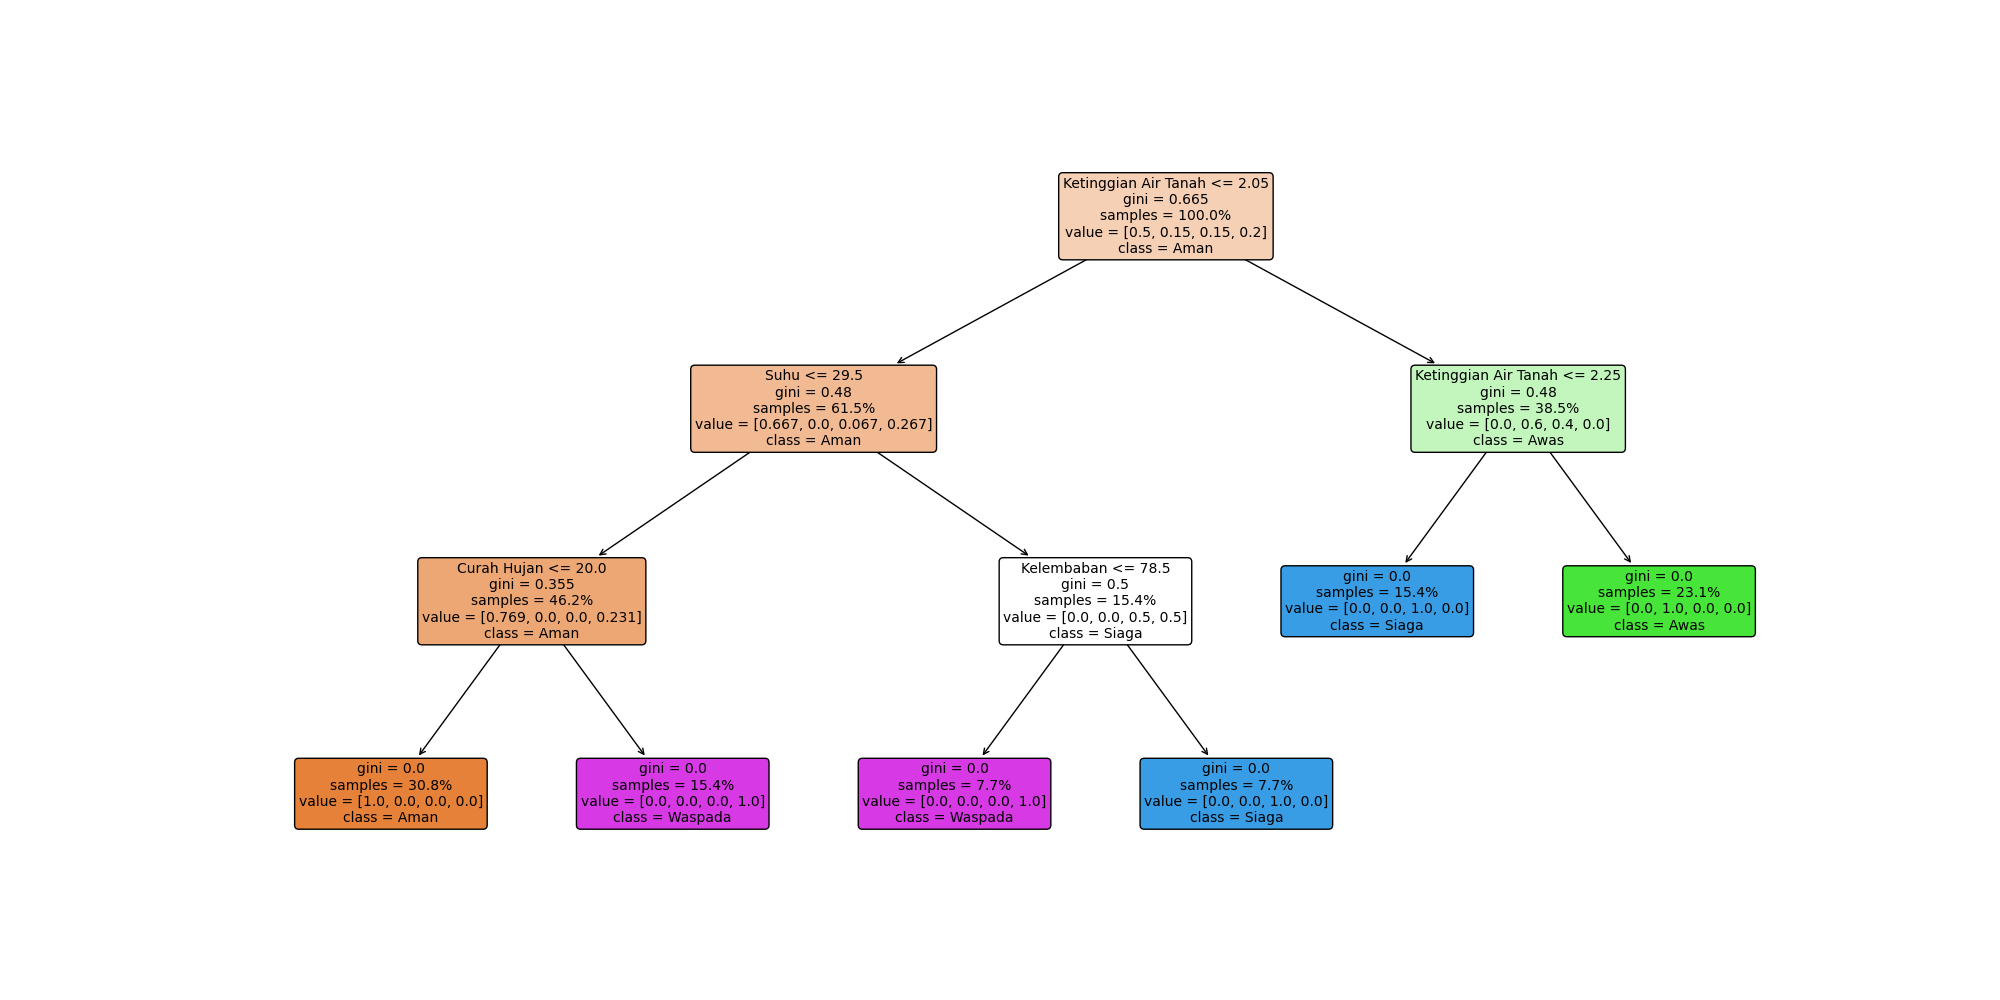 Ketinggian Air Tanah <= 2.05
gini = 0.665
samples = 100.0%
value = [0.5, 0.15, 0.15, 0.2]
class = Aman
Suhu <= 29.5
gini = 0.48
samples = 61.5%
value = [0.667, 0.0, 0.067, 0.267]
class = Aman
Ketinggian Air Tanah <= 2.25
gini = 0.48
samples = 38.5%
value = [0.0, 0.6, 0.4, 0.0]
class = Awas
Curah Hujan <= 20.0
gini = 0.355
samples = 46.2%
value = [0.769, 0.0, 0.0, 0.231]
class = Aman
Kelembaban <= 78.5
gini = 0.5
samples = 15.4%
value = [0.0, 0.0, 0.5, 0.5]
class = Siaga
gini = 0.0
samples = 15.4%
value = [0.0, 0.0, 1.0, 0.0]
class = Siaga
gini = 0.0
samples = 23.1%
value = [0.0, 1.0, 0.0, 0.0]
class = Awas
gini = 0.0
samples = 30.8%
value = [1.0, 0.0, 0.0, 0.0]
class = Aman
gini = 0.0
samples = 15.4%
value = [0.0, 0.0, 0.0, 1.0]
class = Waspada
gini = 0.0
samples = 7.7%
value = [0.0, 0.0, 0.0, 1.0]
class = Waspada
gini = 0.0
samples = 7.7%
value = [0.0, 0.0, 1.0, 0.0]
class = Siaga